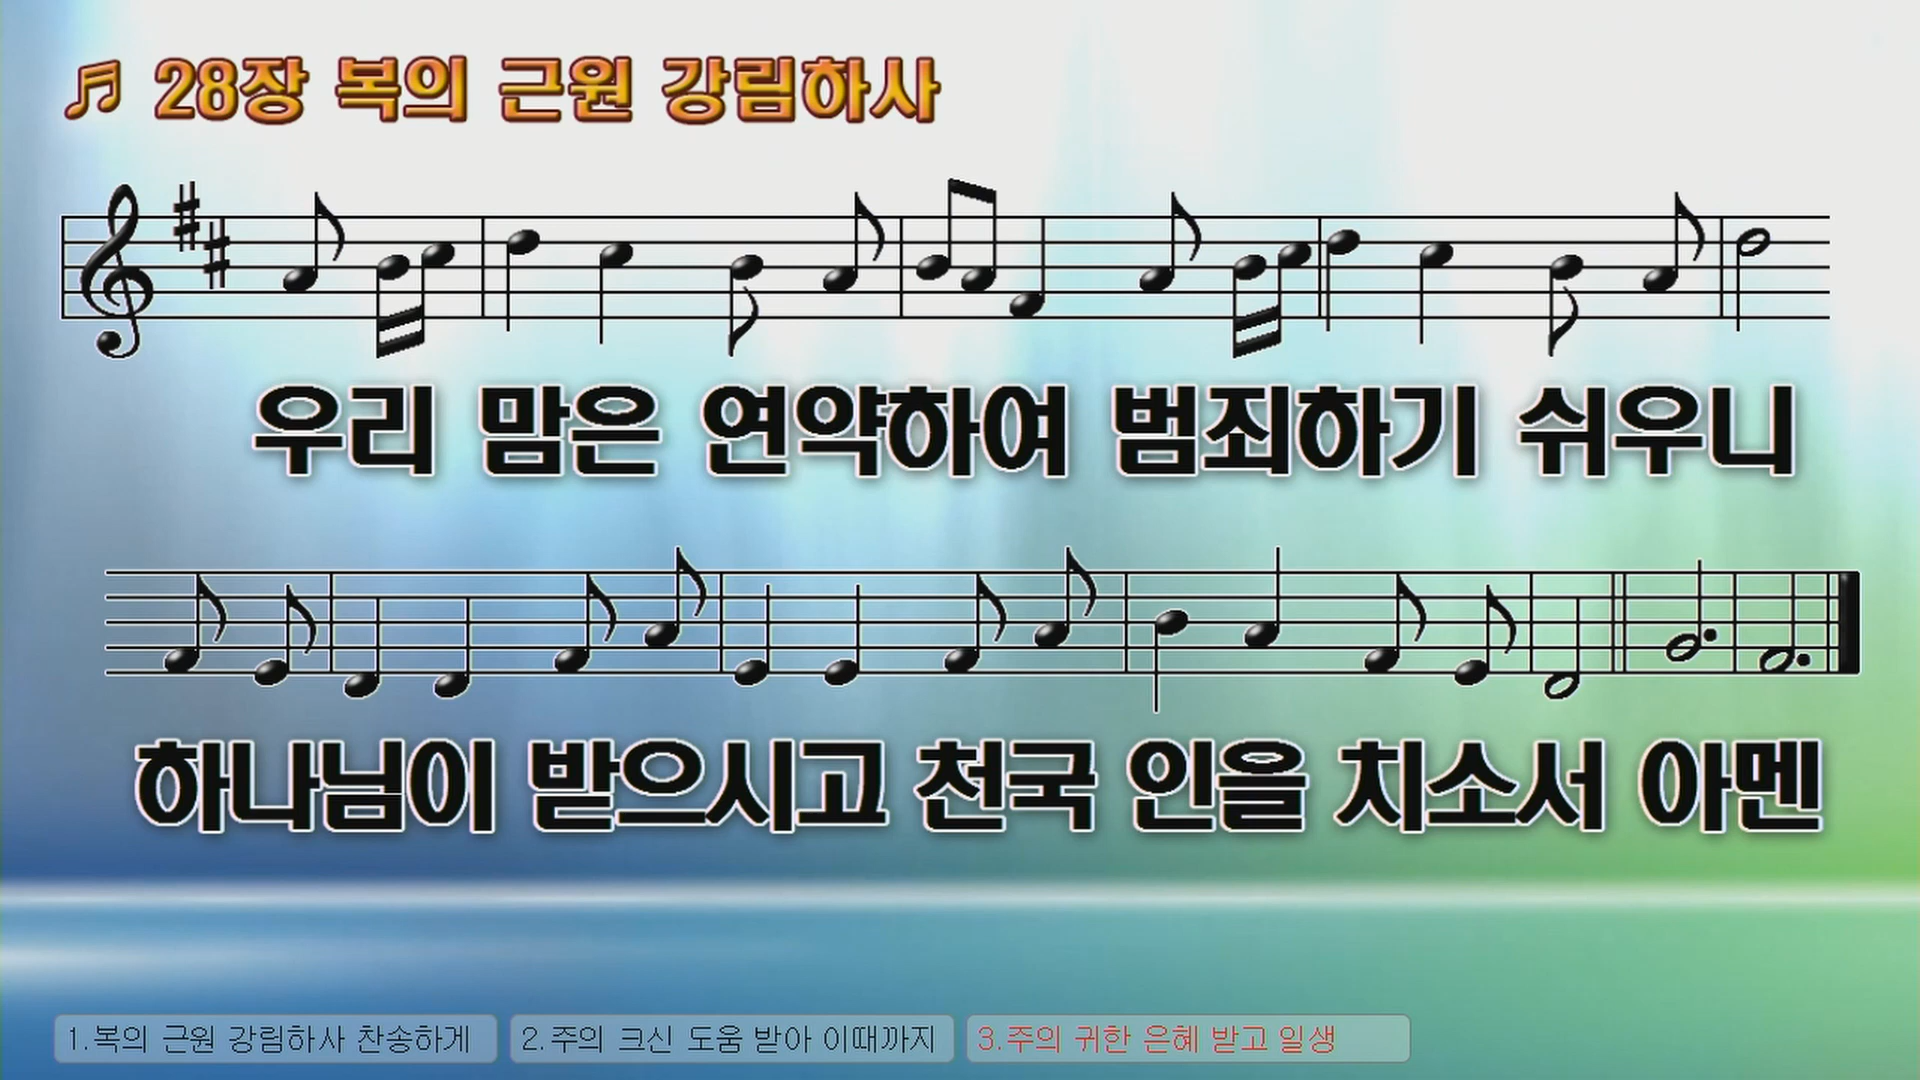 28장 복의 근원 강림하사
우리 맘은 연약하여 범죄하기 쉬우니
하나님이 받으시고 천국 인을 치소서 아멘
1.복의 근원 강림하사 찬송하게
2.주의 크신 도움 받아 이때까지
3.주의 귀한 은혜 받고 일생